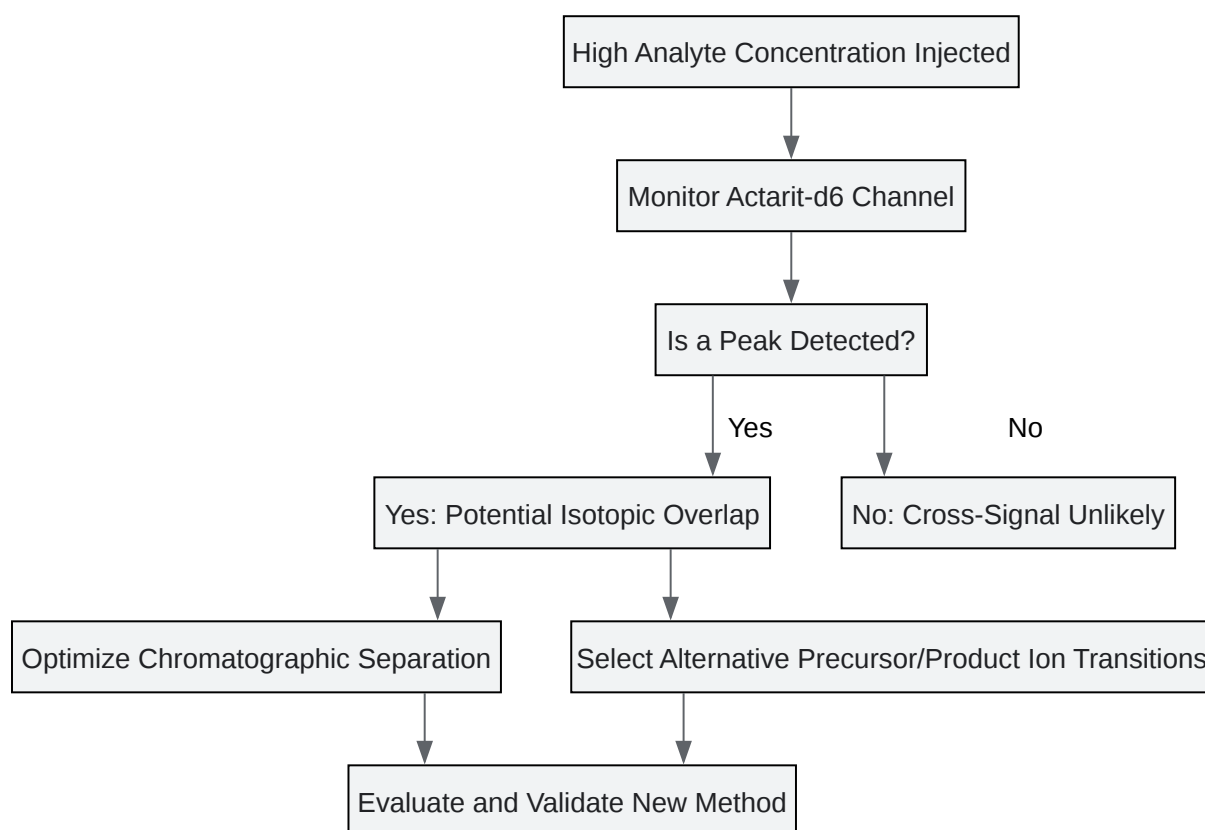 High Analyte Concentration Injected
Monitor Actarit-d6 Channel
Is a Peak Detected?
Yes
No
Yes: Potential Isotopic Overlap
No: Cross-Signal Unlikely
Optimize Chromatographic Separation
Select Alternative Precursor/Product Ion Transitions
Evaluate and Validate New Method